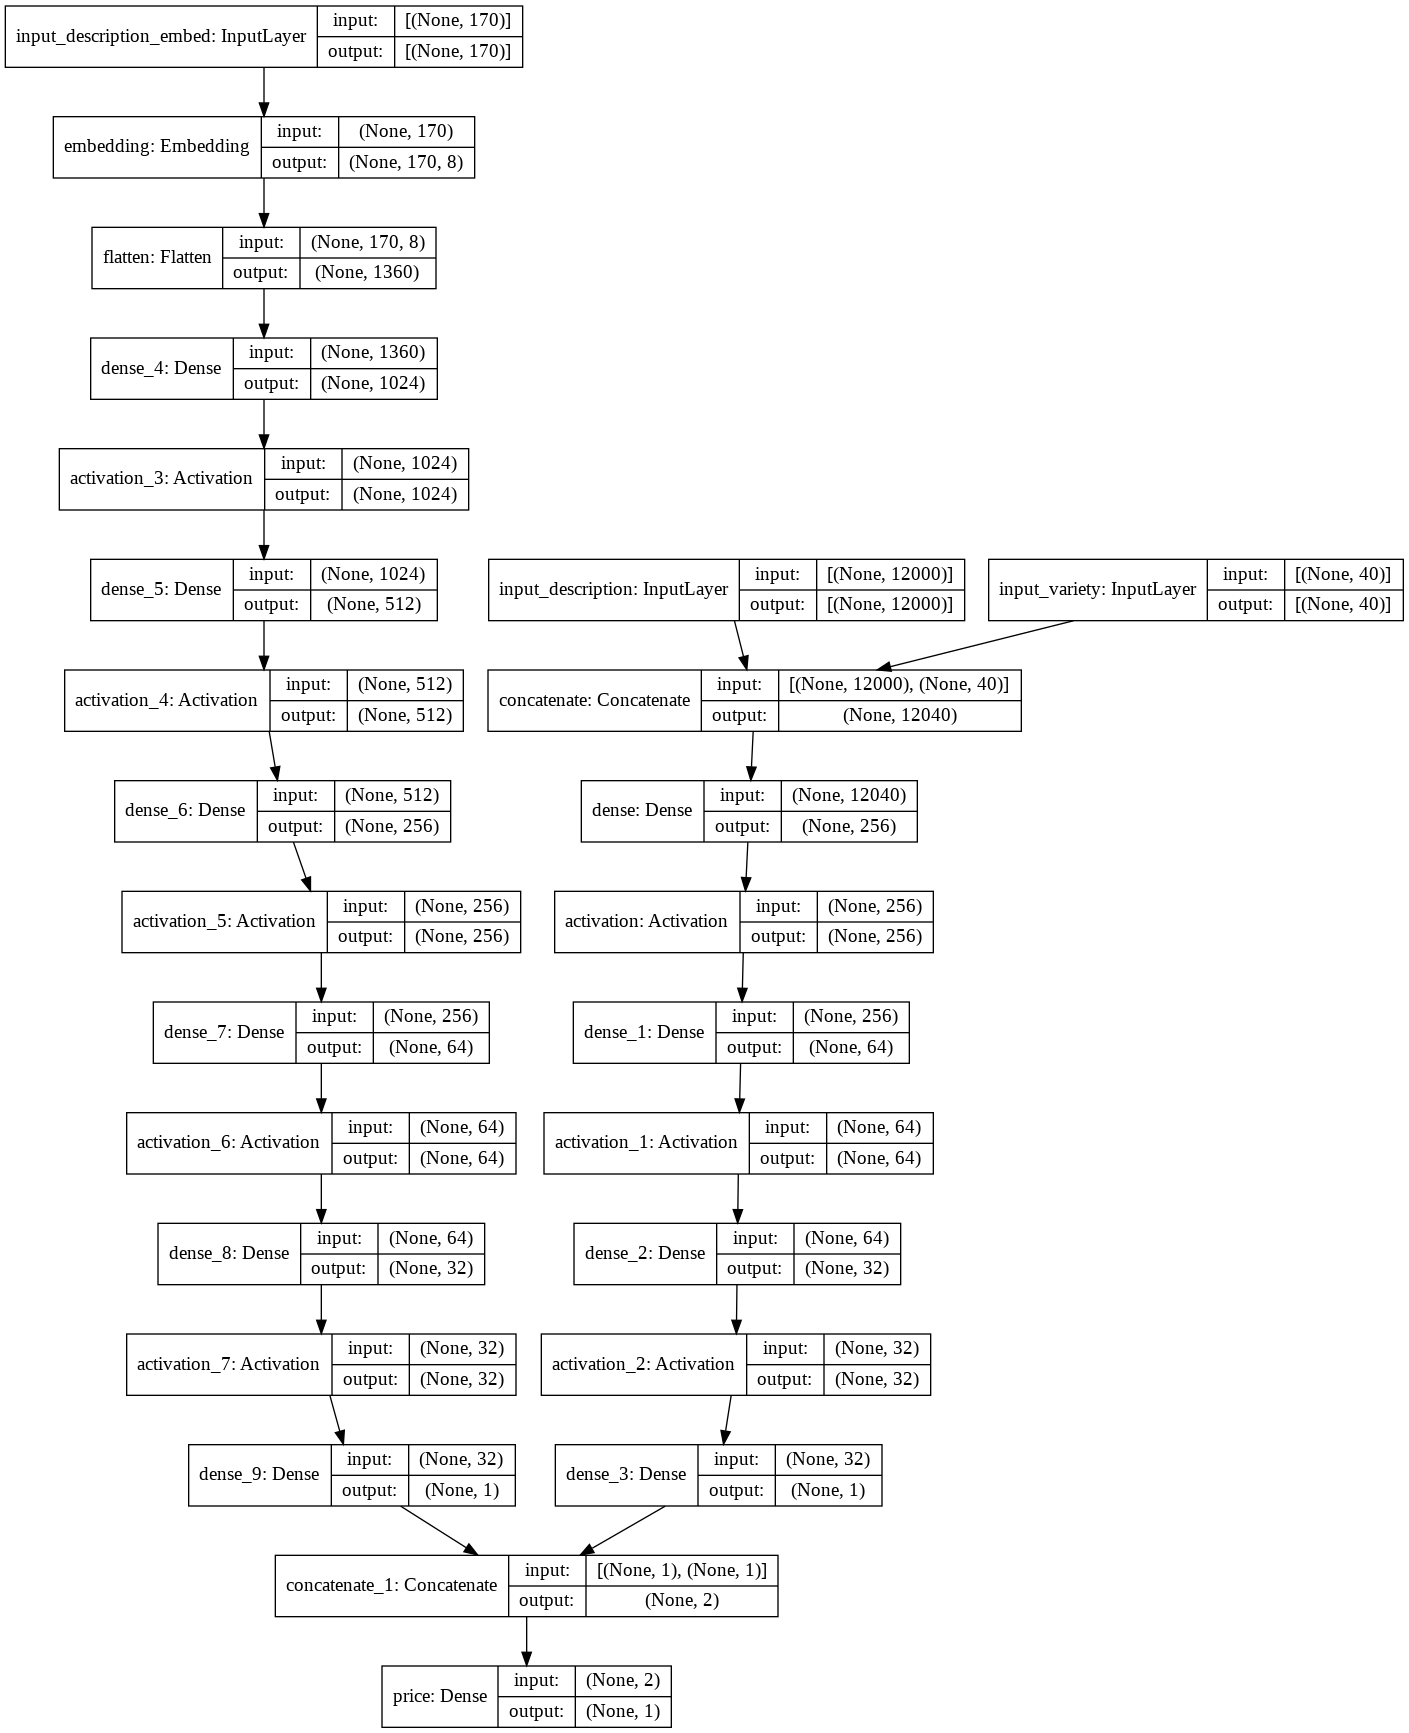 input_description_embed: InputLayer
input: [(None, 170)]
output: [(None, 170)]
embedding: Embedding
input: (None, 170)
output: (None, 170, 8)
flatten: Flatten
input: (None, 170, 8)
output: (None, 1360)
dense_4: Dense
input: (None, 1360)
output: (None, 1024)
activation_3: Activation
input: (None, 1024)
output: (None, 1024)
dense_5: Dense
input: (None, 1024)
output: (None, 512)
input_description: InputLayer
input: [(None, 12000)]
output: [(None, 12000)]
input_variety: InputLayer
input: [(None, 40)]
output: [(None, 40)]
activation_4: Activation
input: (None, 512)
output: (None, 512)
concatenate: Concatenate
input: [(None, 12000), (None, 40)]
output: (None, 12040)
dense_6: Dense
input: (None, 512)
output: (None, 256)
dense: Dense
input: (None, 12040)
output: (None, 256)
activation_5: Activation
input: (None, 256)
output: (None, 256)
activation: Activation
input: (None, 256)
output: (None, 256)
dense_7: Dense
input: (None, 256)
output: (None, 64)
dense_1: Dense
input: (None, 256)
output: (None, 64)
activation_6: Activation
input: (None, 64)
output: (None, 64)
activation_1: Activation
input: (None, 64)
output: (None, 64)
dense_8: Dense
input: (None, 64)
output: (None, 32)
dense_2: Dense
input: (None, 64)
output: (None, 32)
activation_7: Activation
input: (None, 32)
output: (None, 32)
activation_2: Activation
input: (None, 32)
output: (None, 32)
dense_9: Dense
input: (None, 32)
output: (None, 1)
dense_3: Dense
input: (None, 32)
output: (None, 1)
concatenate_1: Concatenate
input: [(None, 1), (None, 1)]
output: (None, 2)
price: Dense
input: (None, 2)
output: (None, 1)